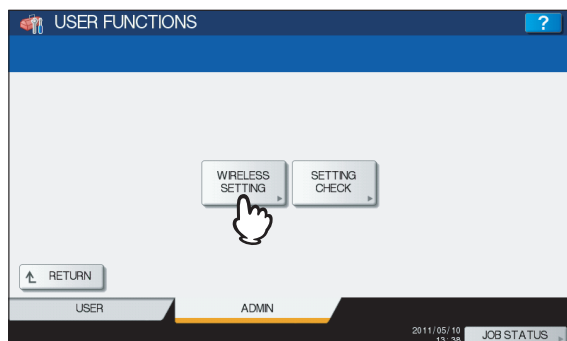 USER FUNCTIONS
?
WIRELESS
SETTING
SETTING
CHECK
RETURN
USER
ADMIN
2011/05/10
13:38
JOB STATUS